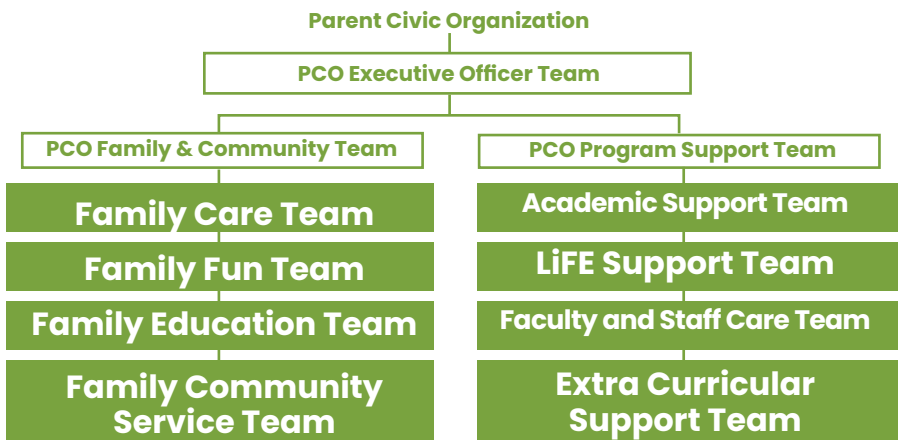 Parent Civic Organization
PCO Executive Officer Team
PCO Family & Community Team
Family Care Team
Family Fun Team
Family Education Team
Family Community
Service Team
PCO Program Support Team
Academic Support Team
LiFE Support Team
Faculty and Staff Care Team
Extra Curricular
Support Team